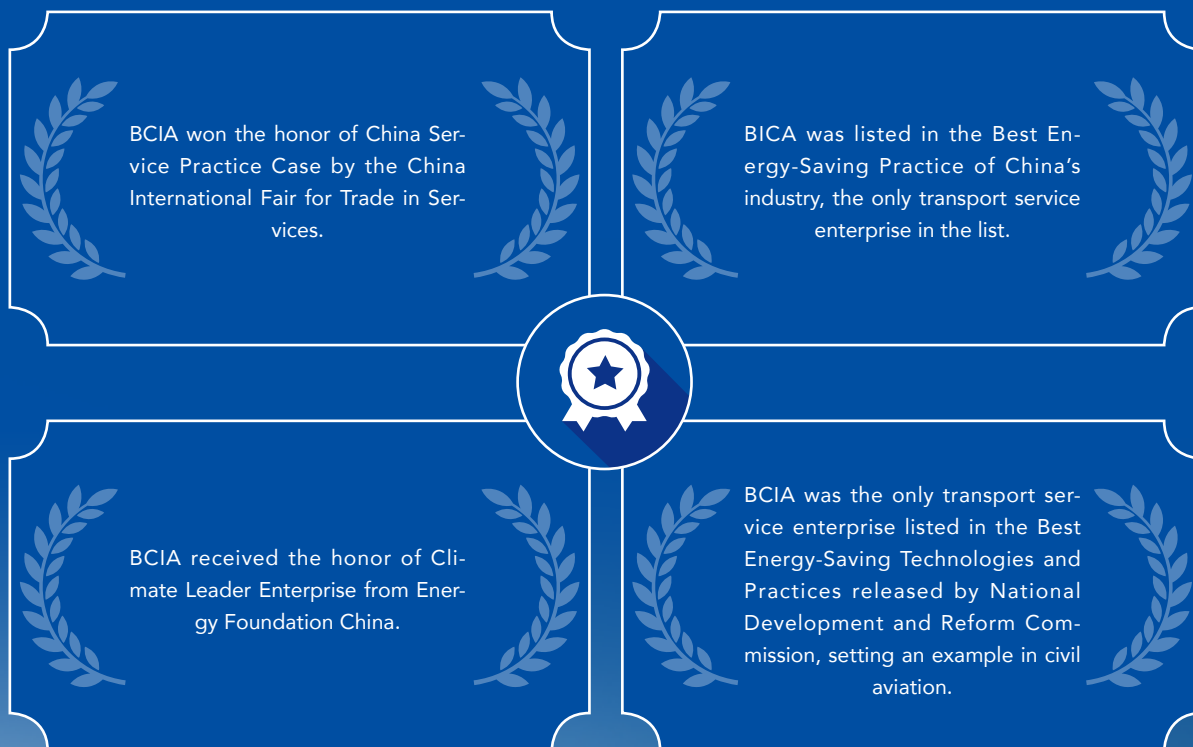 BCIA won the honor of China Ser-
vice Practice Case by the China
International Fair for Trade in Ser-
vices.
BICA was listed in the Best En-
ergy-Saving Practice of China's
industry, the only transport service
enterprise in the list.
BCIA received the honor of Cli-
mate Leader Enterprise from Ener-
gy Foundation China.
BCIA was the only transport ser-
vice enterprise listed in the Best
Energy-Saving Technologies and
Practices released by National
Development and Reform Com-
mission, setting an example in civil
aviation.